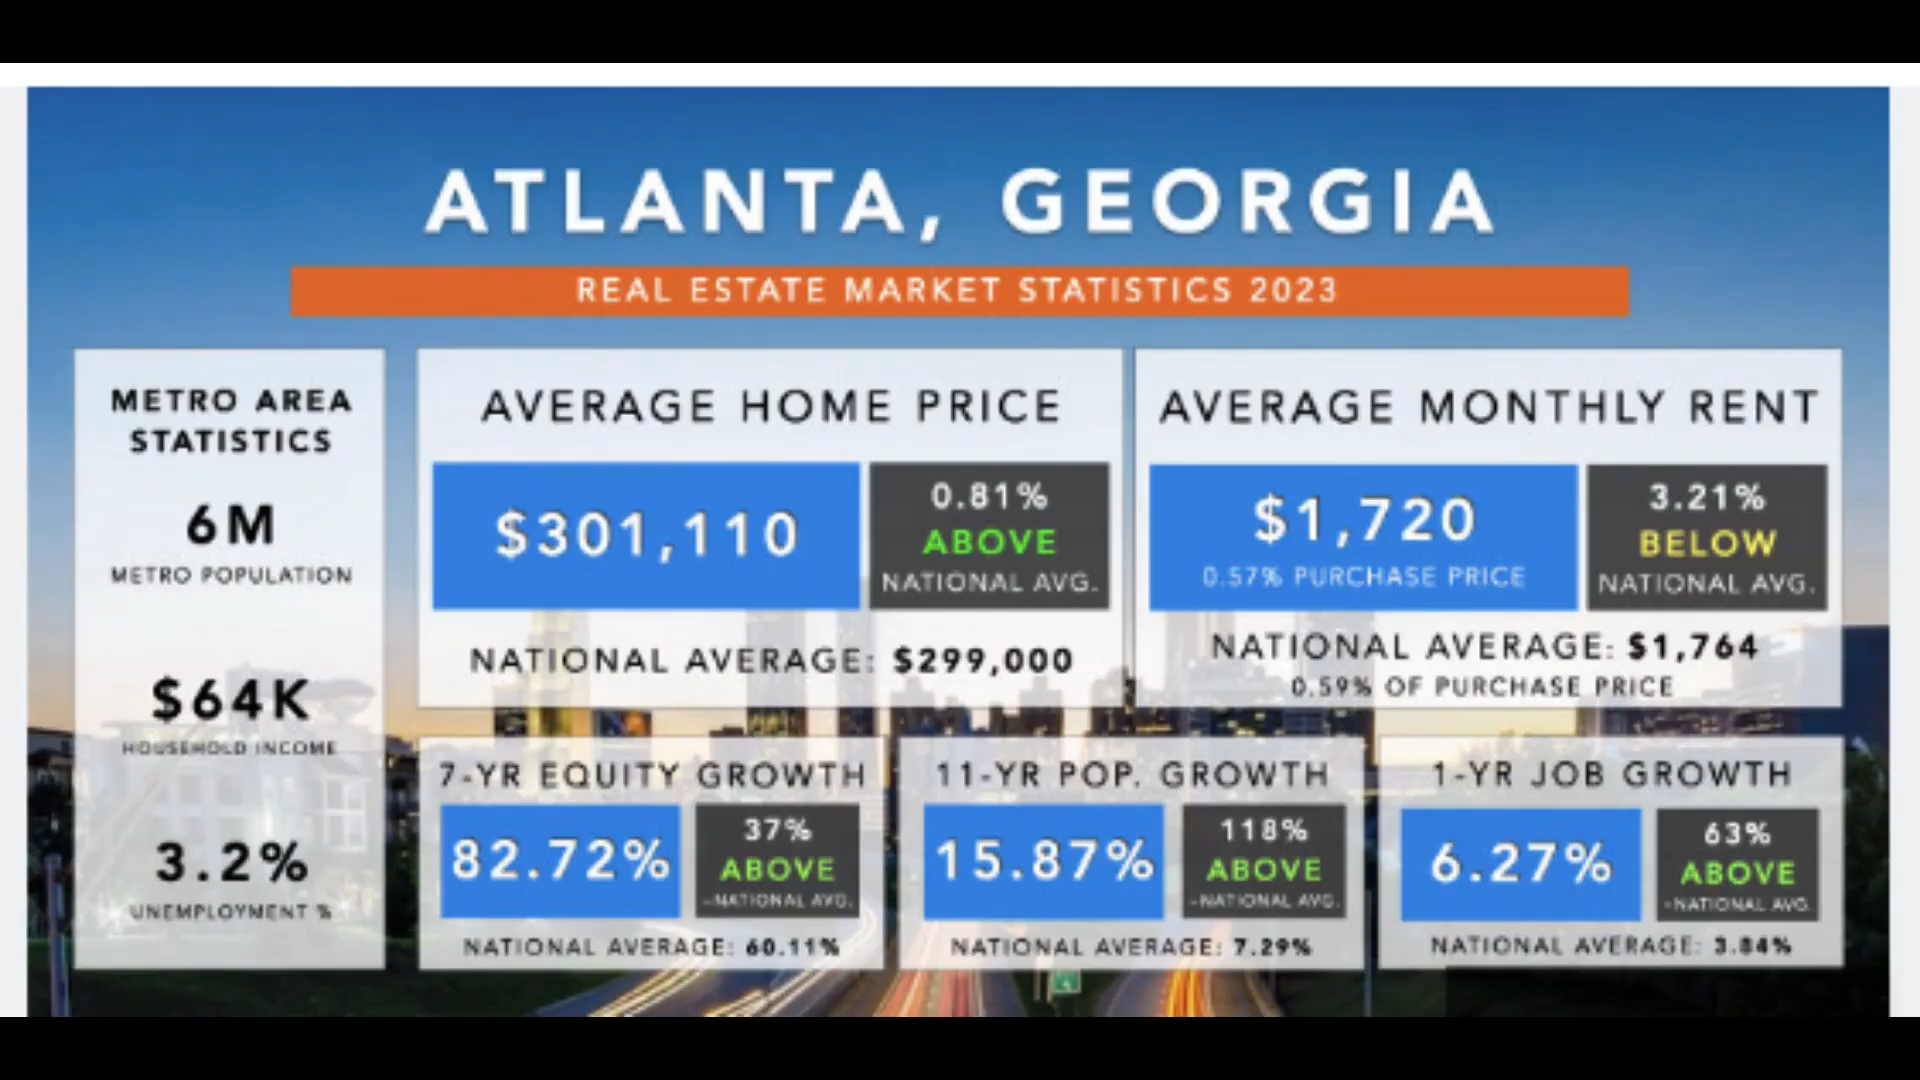 ATLANTA, GEORGIA
REAL ESTATE MARKET STATISTICS 2023
METRO AREA
STATISTICS
6M
METRO POPULATION
$64K
HOUSEHOLD INCOME
3.2%
UNEMPLOYMENT %
AVERAGE HOME PRICE
$301,110
0.81%
ABOVE
NATIONAL AVG.
NATIONAL AVERAGE: $299,000
AVERAGE MONTHLY RENT
$1,720
0.57% PURCHASE PRICE
3.21%
BELOW
NATIONAL AVG.
NATIONAL AVERAGE: $1,764
0.59% OF PURCHASE PRICE
7-YR EQUITY GROWTH
82.72%
37%
ABOVE
~NATIONAL AVG.
NATIONAL AVERAGE: 60.11%
11-YR POP. GROWTH
15.87%
118%
ABOVE
~NATIONAL AVG.
NATIONAL AVERAGE: 7.29%
1-YR JOB GROWTH
6.27%
63%
ABOVE
~NATIONAL AVG.
NATIONAL AVERAGE: 3.84%